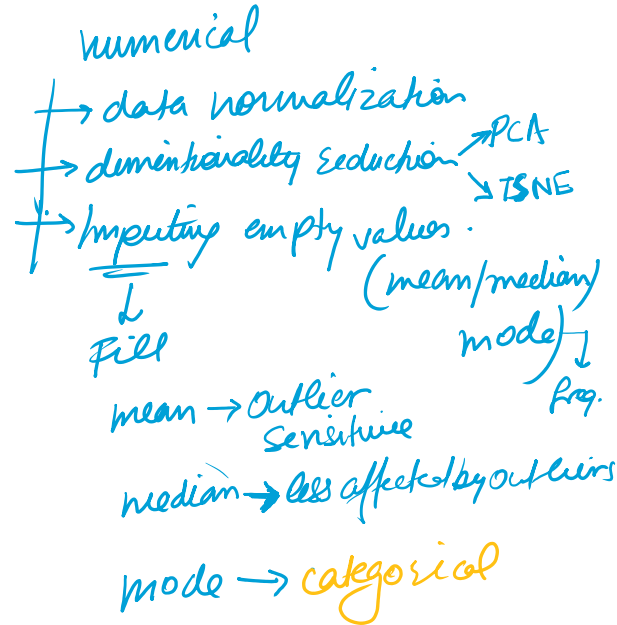 numerical
→ data normalization
→ dimentionality reduction → PCA
→ TSNE
→ Imputing empty values.
(mean/median/
mode) → freq.
↓
Fill
mean → Outlier
Sensitive
median → less affected by outliers
mode → categorical